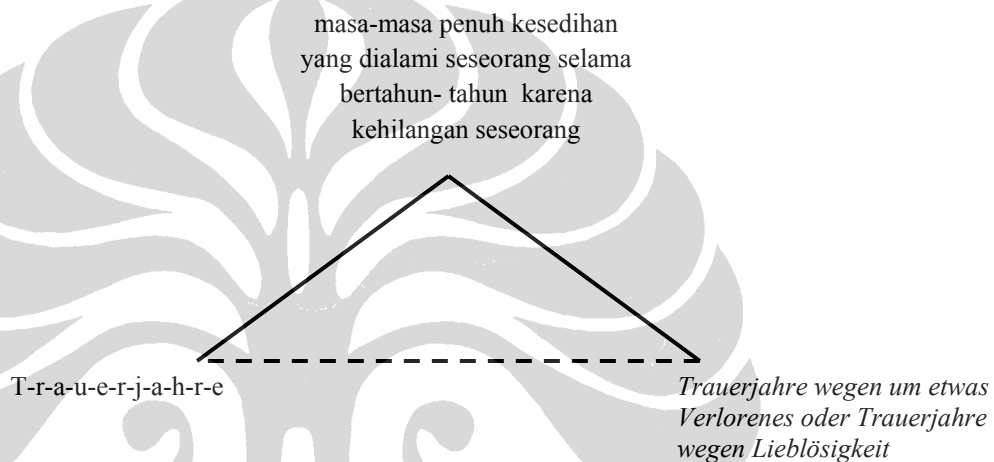 masa-masa penuh kesedihan
yang dialami seseorang selama
bertahun- tahun karena
kehilangan seseorang
T-r-a-u-e-r-j-a-h-r-e
Trauerjahre wegen um etwas
Verlorenes oder Trauerjahre
wegen Lieblösigkeit